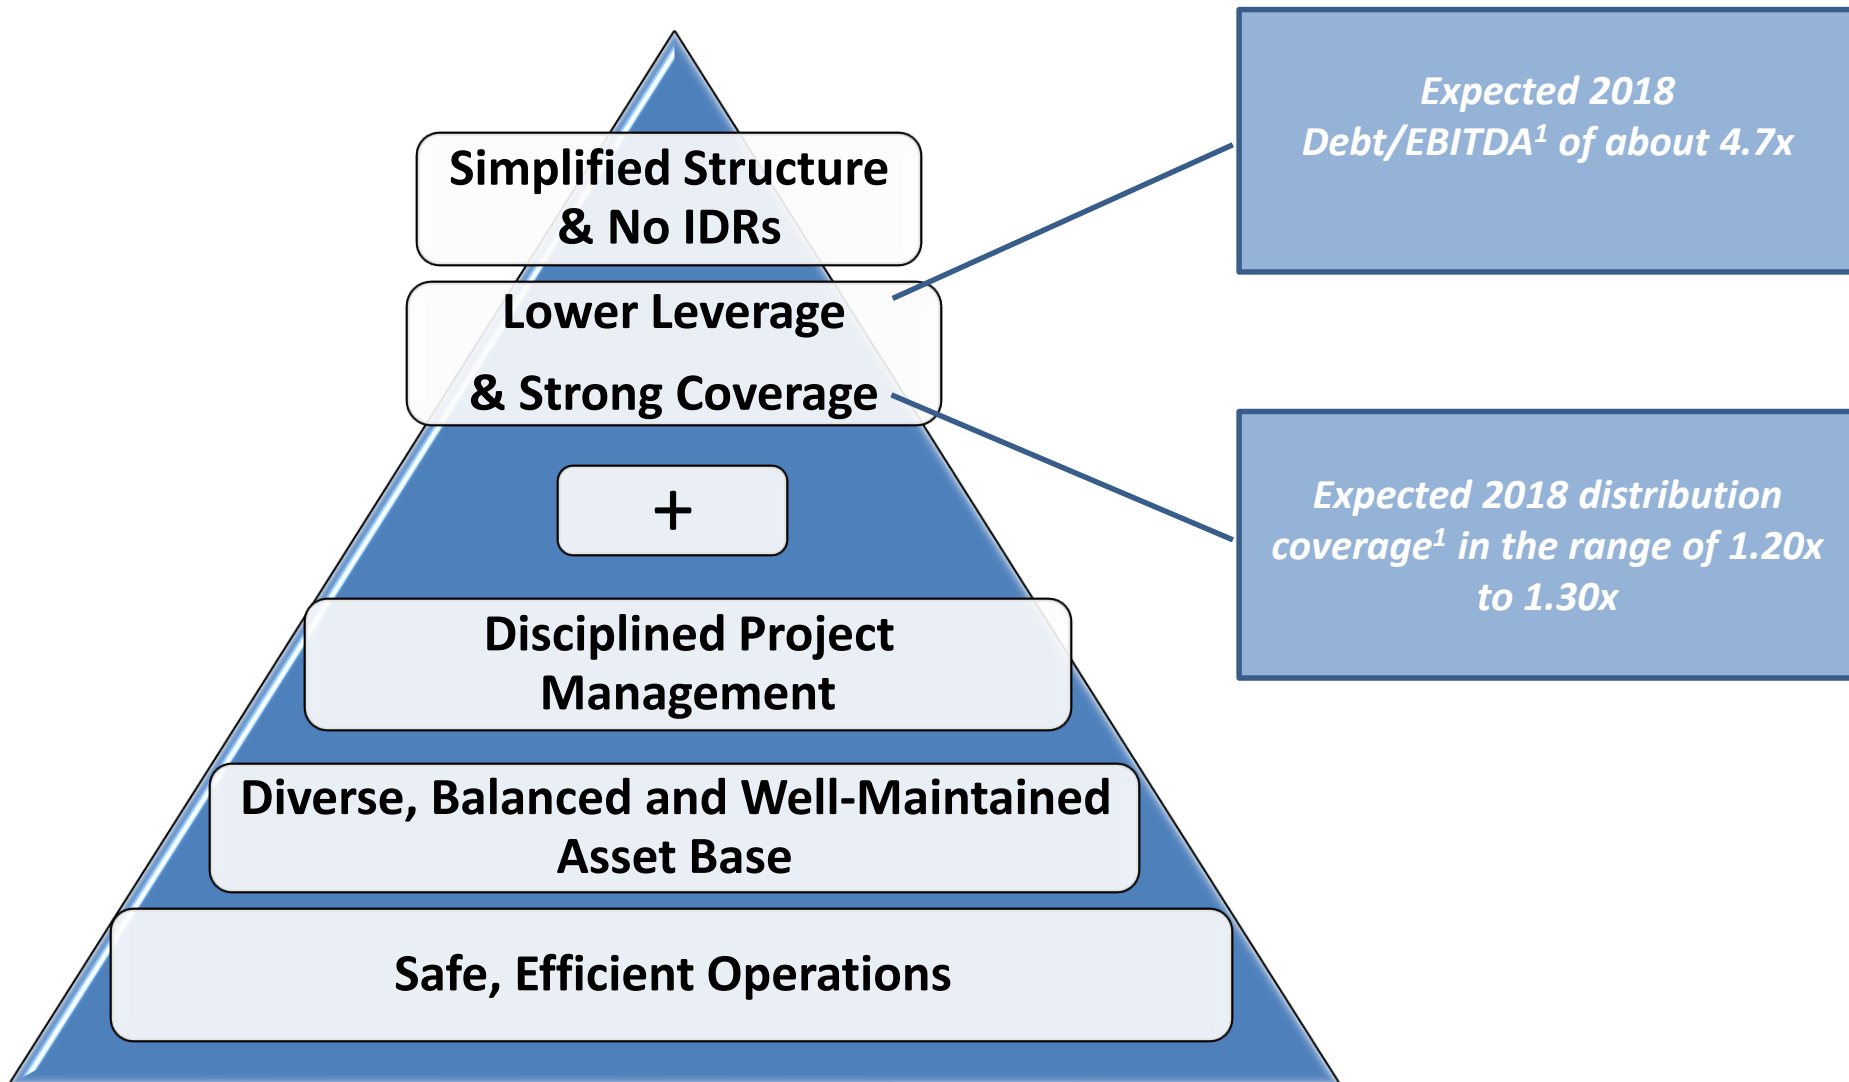 Simplified Structure
& No IDRs
Lower Leverage
& Strong Coverage
+
Disciplined Project
Management
Diverse, Balanced and Well-Maintained
Asset Base
Safe, Efficient Operations
Expected 2018
Debt/EBITDA¹ of about 4.7x
Expected 2018 distribution
coverage¹ in the range of 1.20x
to 1.30x